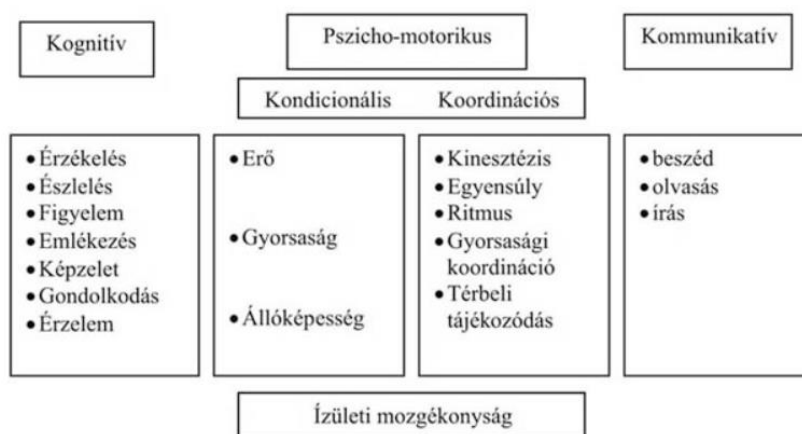 Kognitív
Pszicho-motorikus
Kommunikatív
Kondicionális Koordinációs
• Érzékelés
• Észlelés
• Figyelem
• Emlékezés
• Képzelet
• Gondolkodás
• Érzelem
• Erő
• Gyorsaság
• Állóképesség
• Kinesztézis
• Egyensúly
• Ritmus
• Gyorsasági
koordináció
• Térbeli
tájékozódás
• beszéd
• olvasás
• írás
Ízületi mozgékonyság